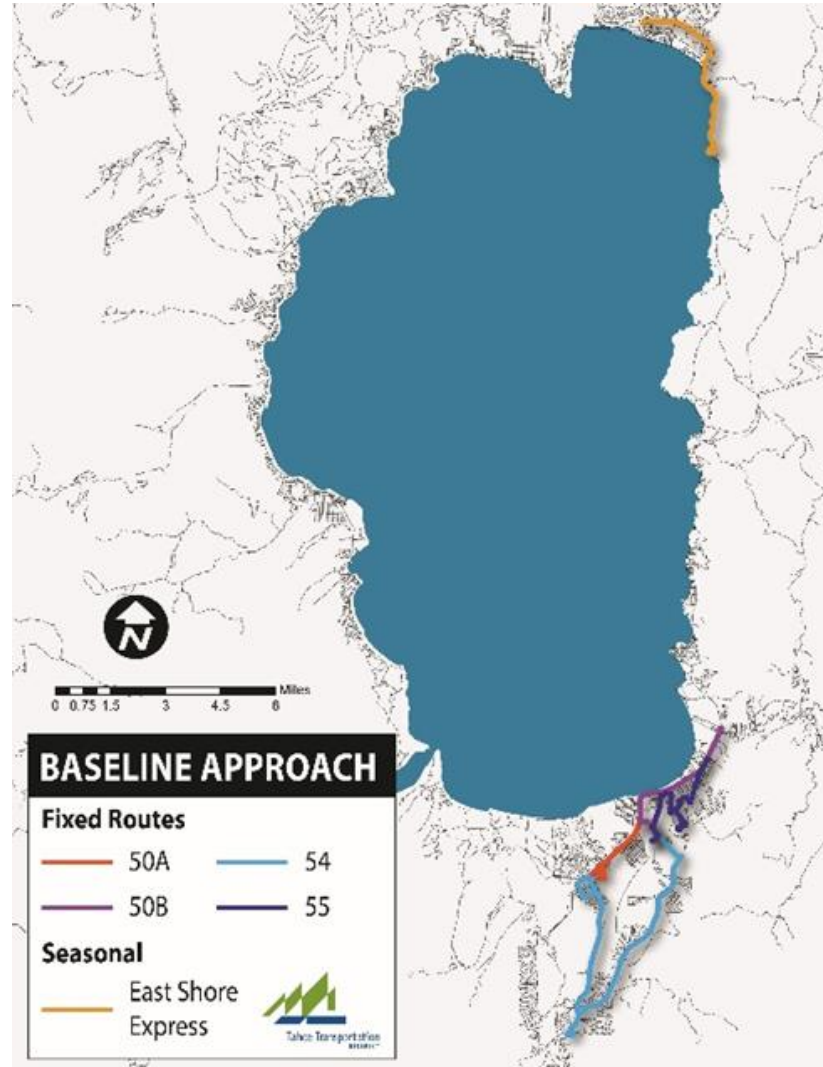 N
Miles
0 0.75 1.5 3 4.5 6
BASELINE APPROACH
Fixed Routes
50A 54
50B 55
Seasonal
East Shore
Express
Tahoe Transportation
DISTRICT